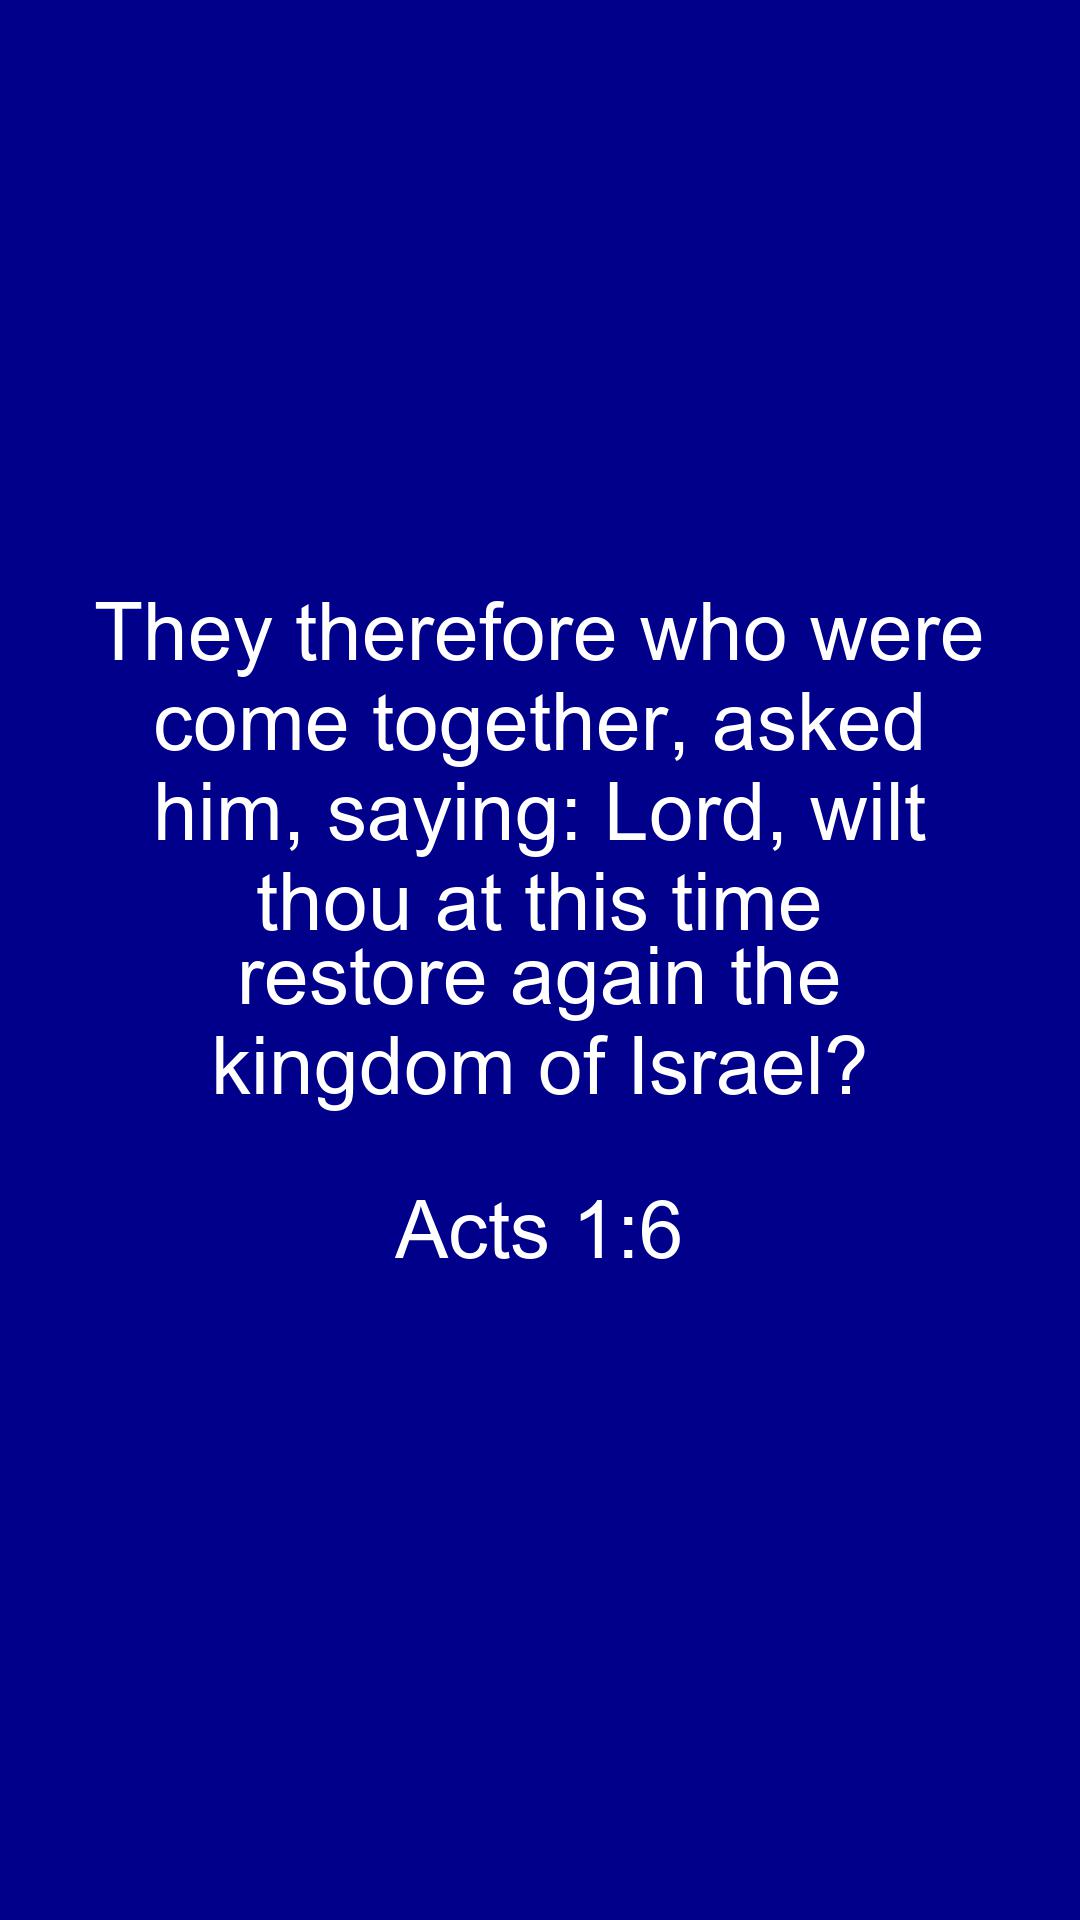 They therefore who were
come together, asked
him, saying: Lord, wilt
thou at this time
restore again the
kingdom of Israel?
Acts 1:6